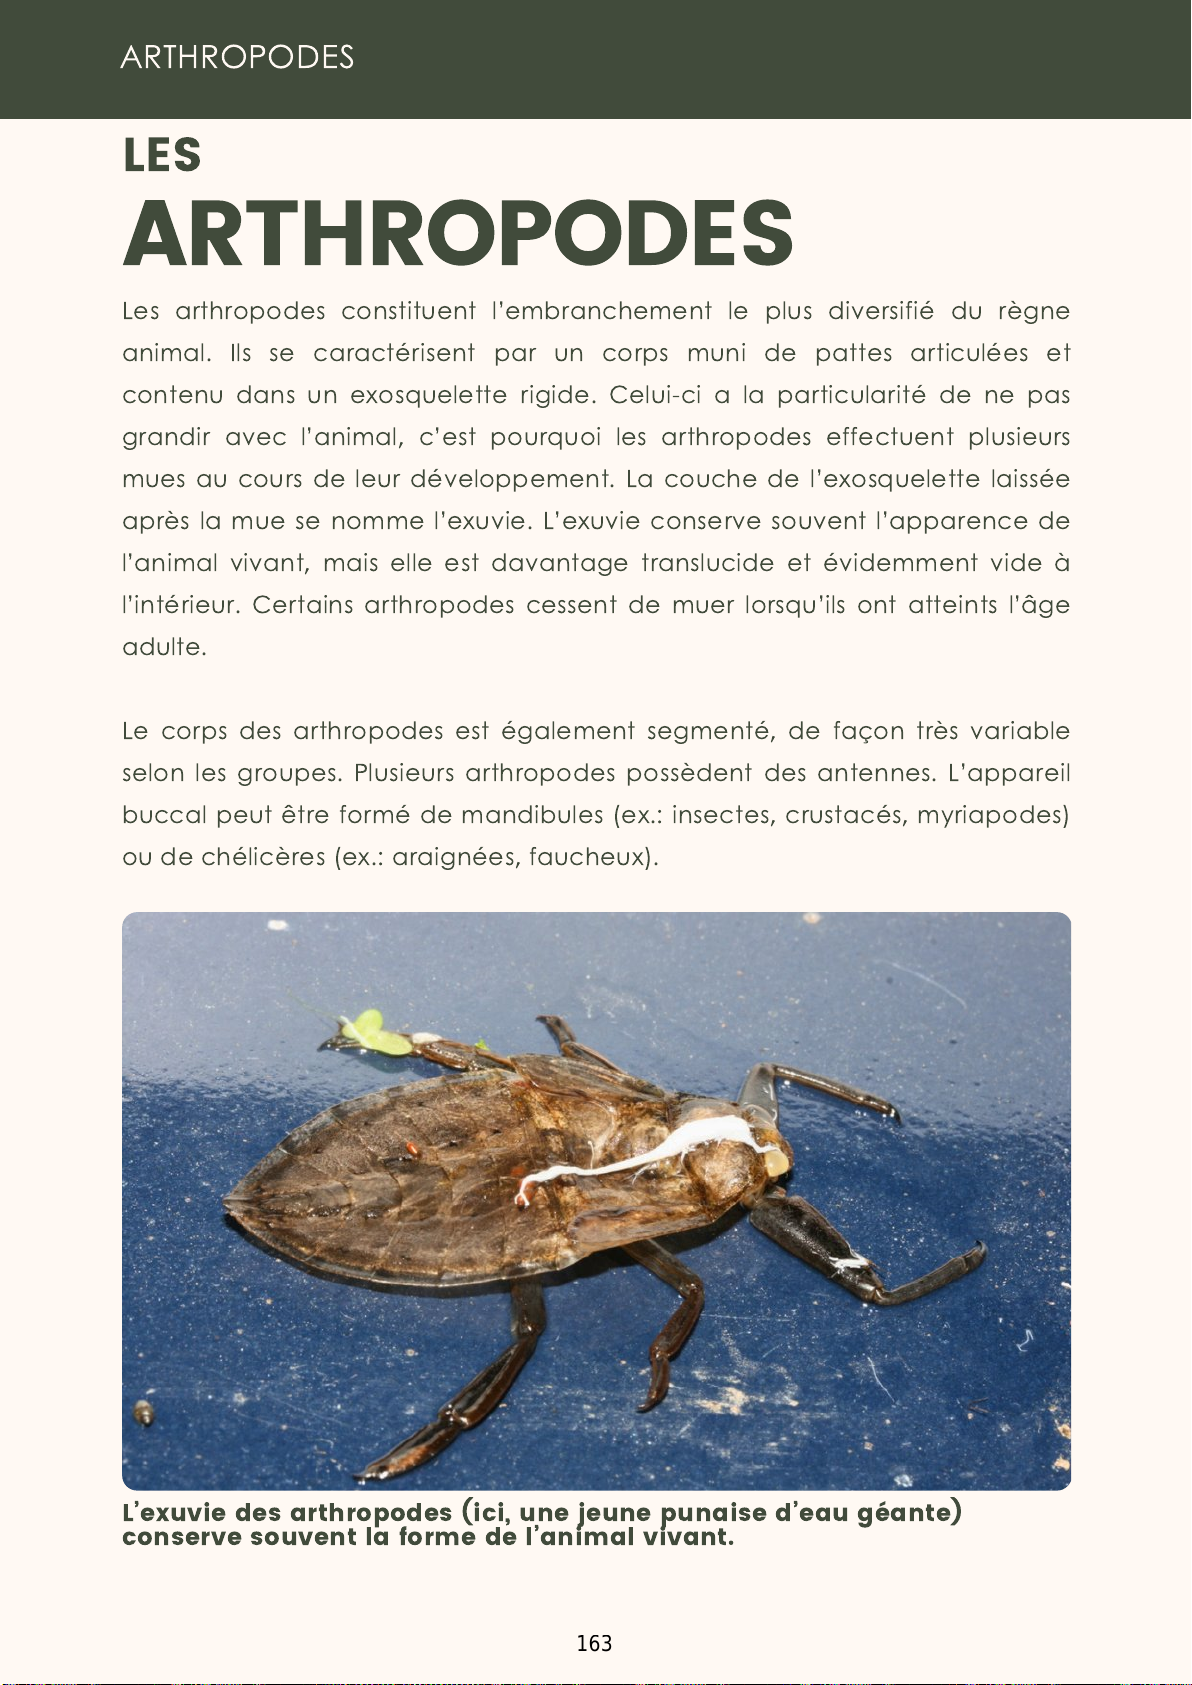 ARTHROPODES
LES
ARTHROPODES
Les arthropodes constituent l’embranchement le plus diversifié du règne
animal. Ils se caractérisent par un corps muni de pattes articulées et
contenu dans un exosquelette rigide. Celui-ci a la particularité de ne pas
grandir avec l’animal, c’est pourquoi les arthropodes effectuent plusieurs
mues au cours de leur développement. La couche de l’exosquelette laissée
après la mue se nomme l’exuvie. L’exuvie conserve souvent l’apparence de
l’animal vivant, mais elle est davantage translucide et évidemment vide à
l’intérieur. Certains arthropodes cessent de muer lorsqu’ils ont atteints l’âge
adulte.
Le corps des arthropodes est également segmenté, de façon très variable
selon les groupes. Plusieurs arthropodes possèdent des antennes. L’appareil
buccal peut être formé de mandibules (ex.: insectes, crustacés, myriapodes)
ou de chélicères (ex.: araignées, faucheux).
L’exuvie des arthropodes (ici, une jeune punaise d’eau géante)
conserve souvent la forme de l’animal vivant.
163